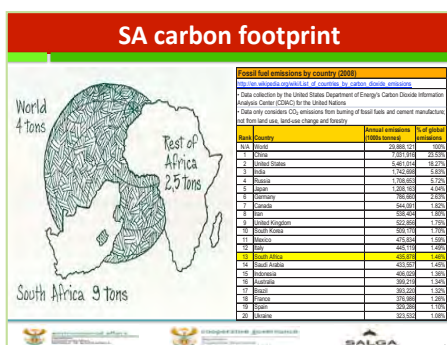 SA carbon footprint
World
4 tons
Rest of
Africa
2,5 tons
South Africa 9 tons
Fossil fuel emissions by country (2008)
http://en.wikipedia.org/wiki/List_of_countries_by_carbon_dioxide_emissions
• Data collection by the United States Department of Energy's Carbon Dioxide Information
Analysis Center (CDIAC) for the United Nations
• Data only considers CO₂ emissions from burning of fossil fuels and cement manufacture;
not from land use, land-use change and forestry
Rank Country Annual emissions (1000s tonnes) % of global emissions
N/A World 29,888,121 100%
1 China 7,031,916 23.53%
2 United States 5,461,014 18.27%
3 India 1,742,698 5.83%
4 Russia 1,708,653 5.72%
5 Japan 1,208,163 4.04%
6 Germany 786,660 2.63%
7 Canada 544,091 1.82%
8 Iran 538,404 1.80%
9 United Kingdom 522,856 1.75%
10 South Korea 509,170 1.70%
11 Mexico 475,834 1.59%
12 Italy 445,119 1.49%
13 South Africa 435,878 1.46%
14 Saudi Arabia 433,557 1.45%
15 Indonesia 406,029 1.36%
16 Australia 399,219 1.34%
17 Brazil 393,220 1.32%
18 France 376,986 1.26%
19 Spain 329,286 1.10%
20 Ukraine 323,532 1.08%
cooperative governance
SALGA